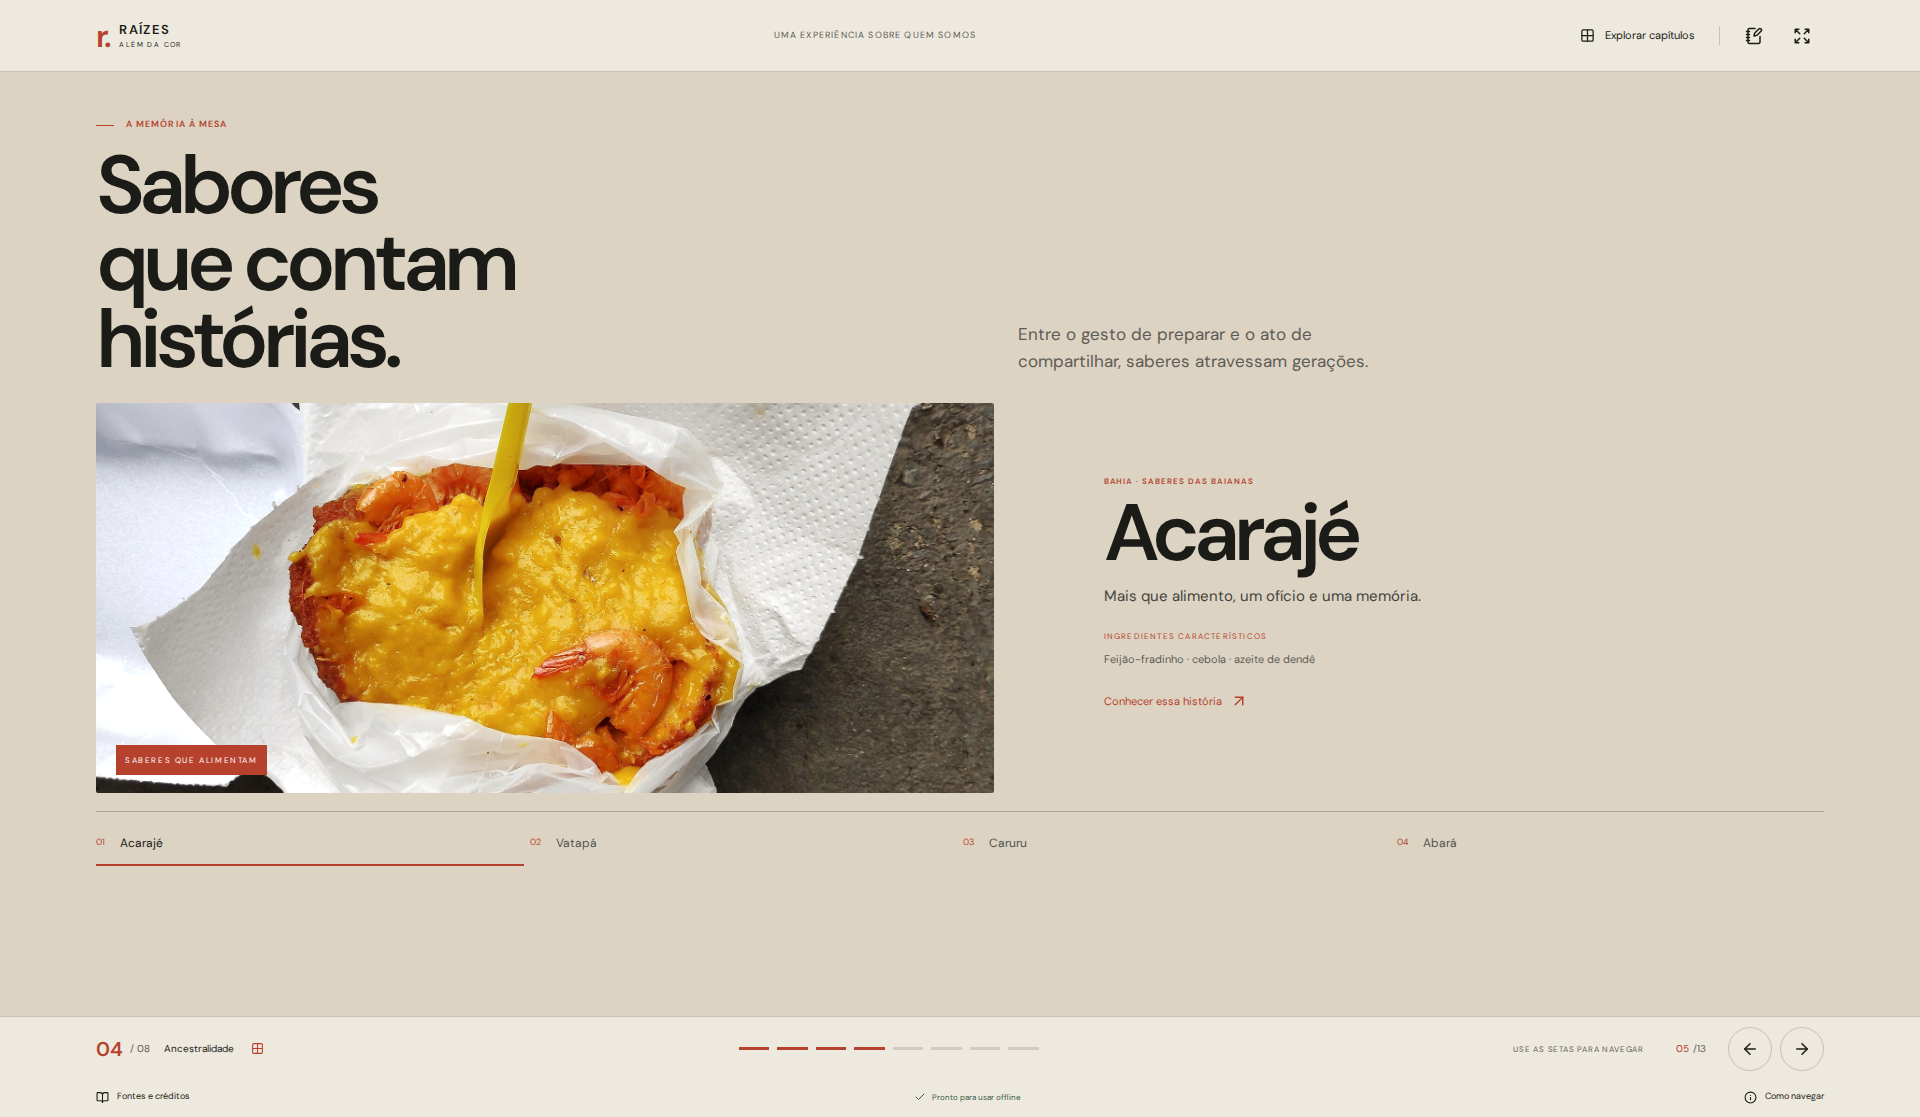 r.
RAÍZES
ALÉM DA COR
UMA EXPERIÊNCIA SOBRE QUEM SOMOS
Explorar capítulos
A MEMÓRIA À MESA
Sabores
que contam
histórias.
Entre o gesto de preparar e o ato de
compartilhar, saberes atravessam gerações.
SABERES QUE ALIMENTAM
BAHIA · SABERES DAS BAIANAS
Acarajé
Mais que alimento, um ofício e uma memória.
INGREDIENTES CARACTERÍSTICOS
Feijão-fradinho · cebola · azeite de dendê
Conhecer essa história
01 Acarajé
02 Vatapá
03 Caruru
04 Abará
04 / 08 Ancestralidade
USE AS SETAS PARA NAVEGAR
05 /13
Fontes e créditos
Pronto para usar offline
Como navegar